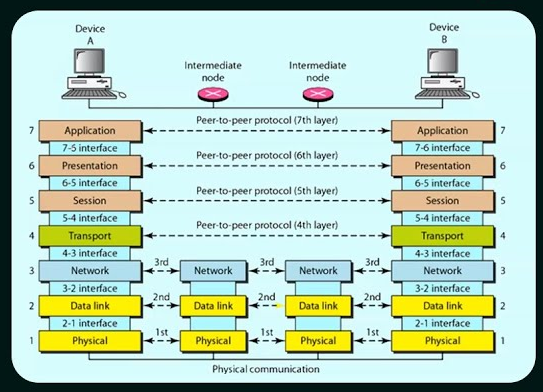 Device
A
Device
B
Intermediate
node
Intermediate
node
7 Application Peer-to-peer protocol (7th layer) Application 7
7-5 interface 7-6 interface
6 Presentation Peer-to-peer protocol (6th layer) Presentation 6
6-5 interface 6-5 interface
5 Session Peer-to-peer protocol (5th layer) Session 5
5-4 interface 5-4 interface
4 Transport Peer-to-peer protocol (4th layer) Transport 4
4-3 interface 4-3 interface
3 Network 3rd Network 3rd Network 3rd Network 3
3-2 interface 3-2 interface
2 Data link 2nd Data link 2nd Data link 2nd Data link 2
2-1 interface 2-1 interface
1 Physical 1st Physical 1st Physical 1st Physical 1
Physical communication